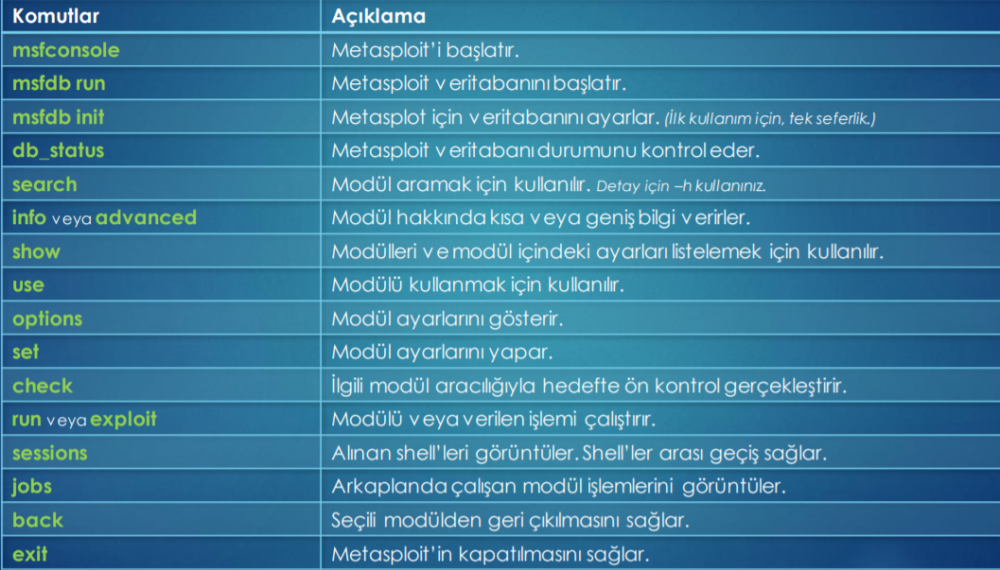 Komutlar Açıklama
msfconsole Metasploit’i başlatır.
msfdb run Metasploit veritabanını başlatır.
msfdb init Metasplot için veritabanını ayarlar. (İlk kullanım için, tek seferlik.)
db_status Metasploit veritabanı durumunu kontrol eder.
search Modül aramak için kullanılır. Detay için –h kullanınız.
info veya advanced Modül hakkında kısa veya geniş bilgi verirler.
show Modülleri ve modül içindeki ayarları listelemek için kullanılır.
use Modülü kullanmak için kullanılır.
options Modül ayarlarını gösterir.
set Modül ayarlarını yapar.
check İlgili modül aracılığıyla hedefte ön kontrol gerçekleştirir.
run veya exploit Modülü veya verilen işlemi çalıştırır.
sessions Alınan shell’leri görüntüler. Shell’ler arası geçiş sağlar.
jobs Arkaplanda çalışan modül işlemlerini görüntüler.
back Seçili modülden geri çıkılmasını sağlar.
exit Metasploit’in kapatılmasını sağlar.